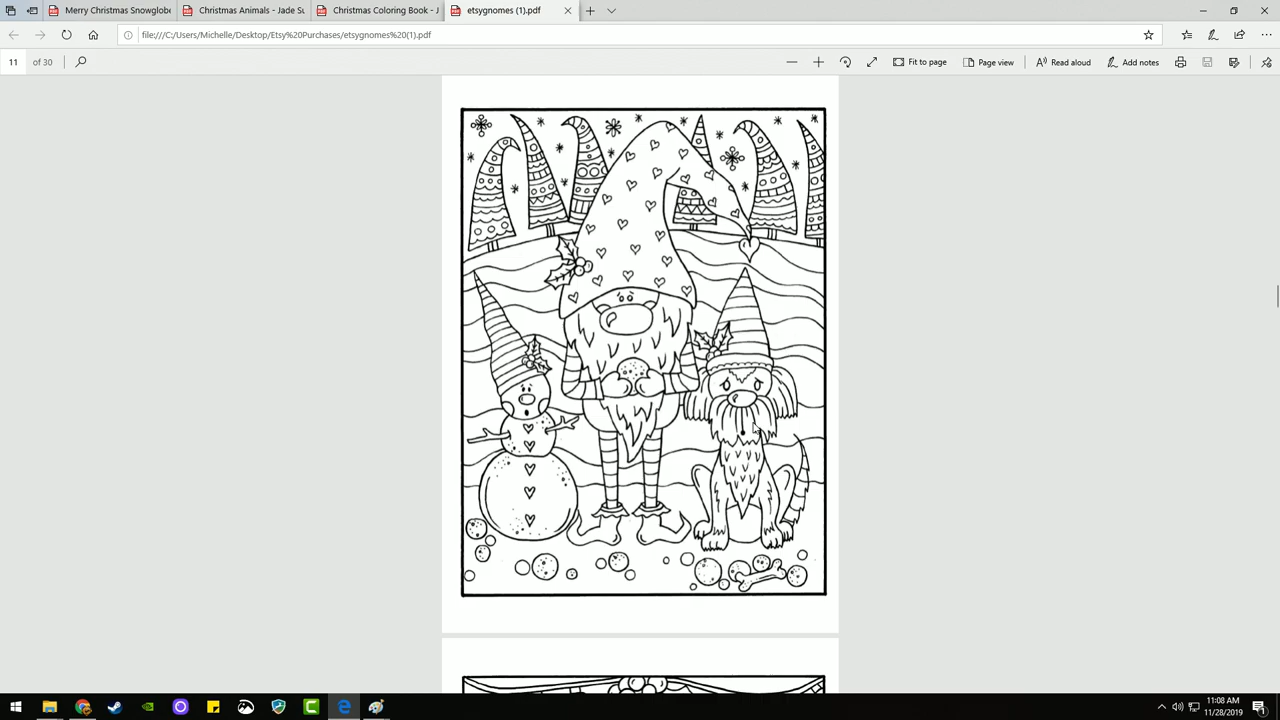 Merry Christmas Snowglobe
Christmas Animals - Jade Su
Christmas Coloring Book - J
etsygnomes (1).pdf
file:///C:/Users/Michelle/Desktop/Etsy%20Purchases/etsygnomes%20(1).pdf
11 of 30
Fit to page
Page view
Read aloud
Add notes
11:08 AM
11/28/2019